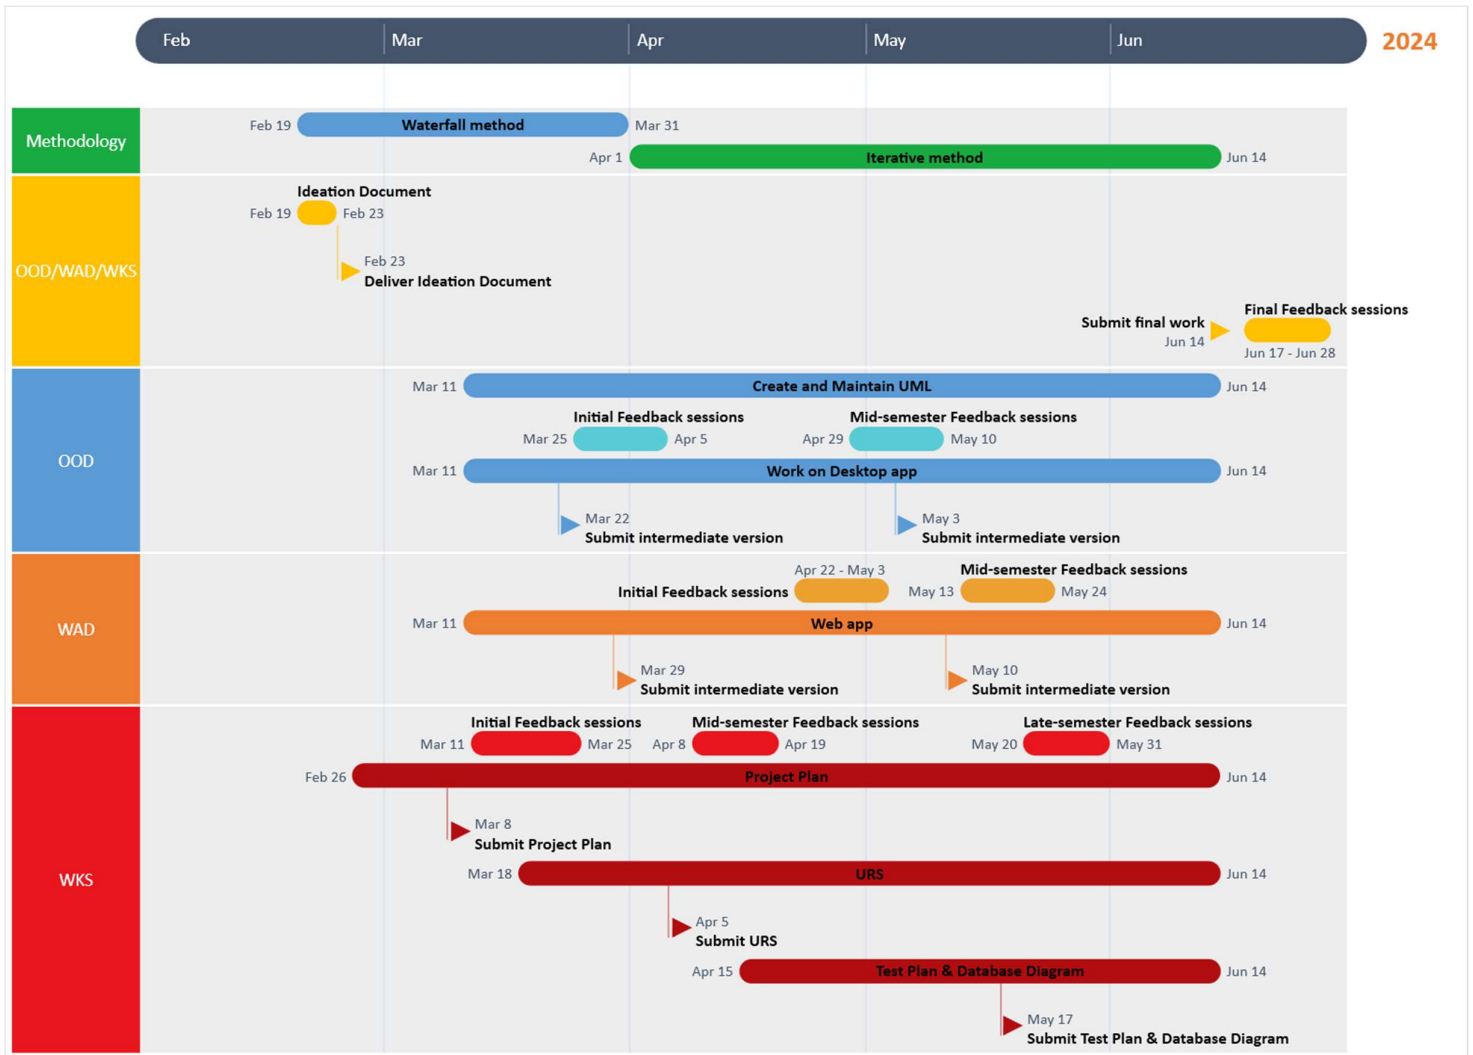 Feb Mar Apr May Jun 2024
Methodology
Feb 19 Waterfall method Mar 31
Apr 1 Iterative method Jun 14
OOD/WAD/WKS
Ideation Document
Feb 19 Feb 23
Feb 23
Deliver Ideation Document
Submit final work
Jun 14
Final Feedback sessions
Jun 17 - Jun 28
OOD
Mar 11 Create and Maintain UML Jun 14
Initial Feedback sessions
Mar 25 Apr 5
Mid-semester Feedback sessions
Apr 29 May 10
Mar 11 Work on Desktop app Jun 14
Mar 22
Submit intermediate version
May 3
Submit intermediate version
WAD
Apr 22 - May 3
Initial Feedback sessions
Mid-semester Feedback sessions
May 13 May 24
Mar 11 Web app Jun 14
Mar 29
Submit intermediate version
May 10
Submit intermediate version
WKS
Initial Feedback sessions
Mar 11 Mar 25
Mid-semester Feedback sessions
Apr 8 Apr 19
Late-semester Feedback sessions
May 20 May 31
Feb 26 Project Plan Jun 14
Mar 8
Submit Project Plan
Mar 18 URS Jun 14
Apr 5
Submit URS
Apr 15 Test Plan & Database Diagram Jun 14
May 17
Submit Test Plan & Database Diagram